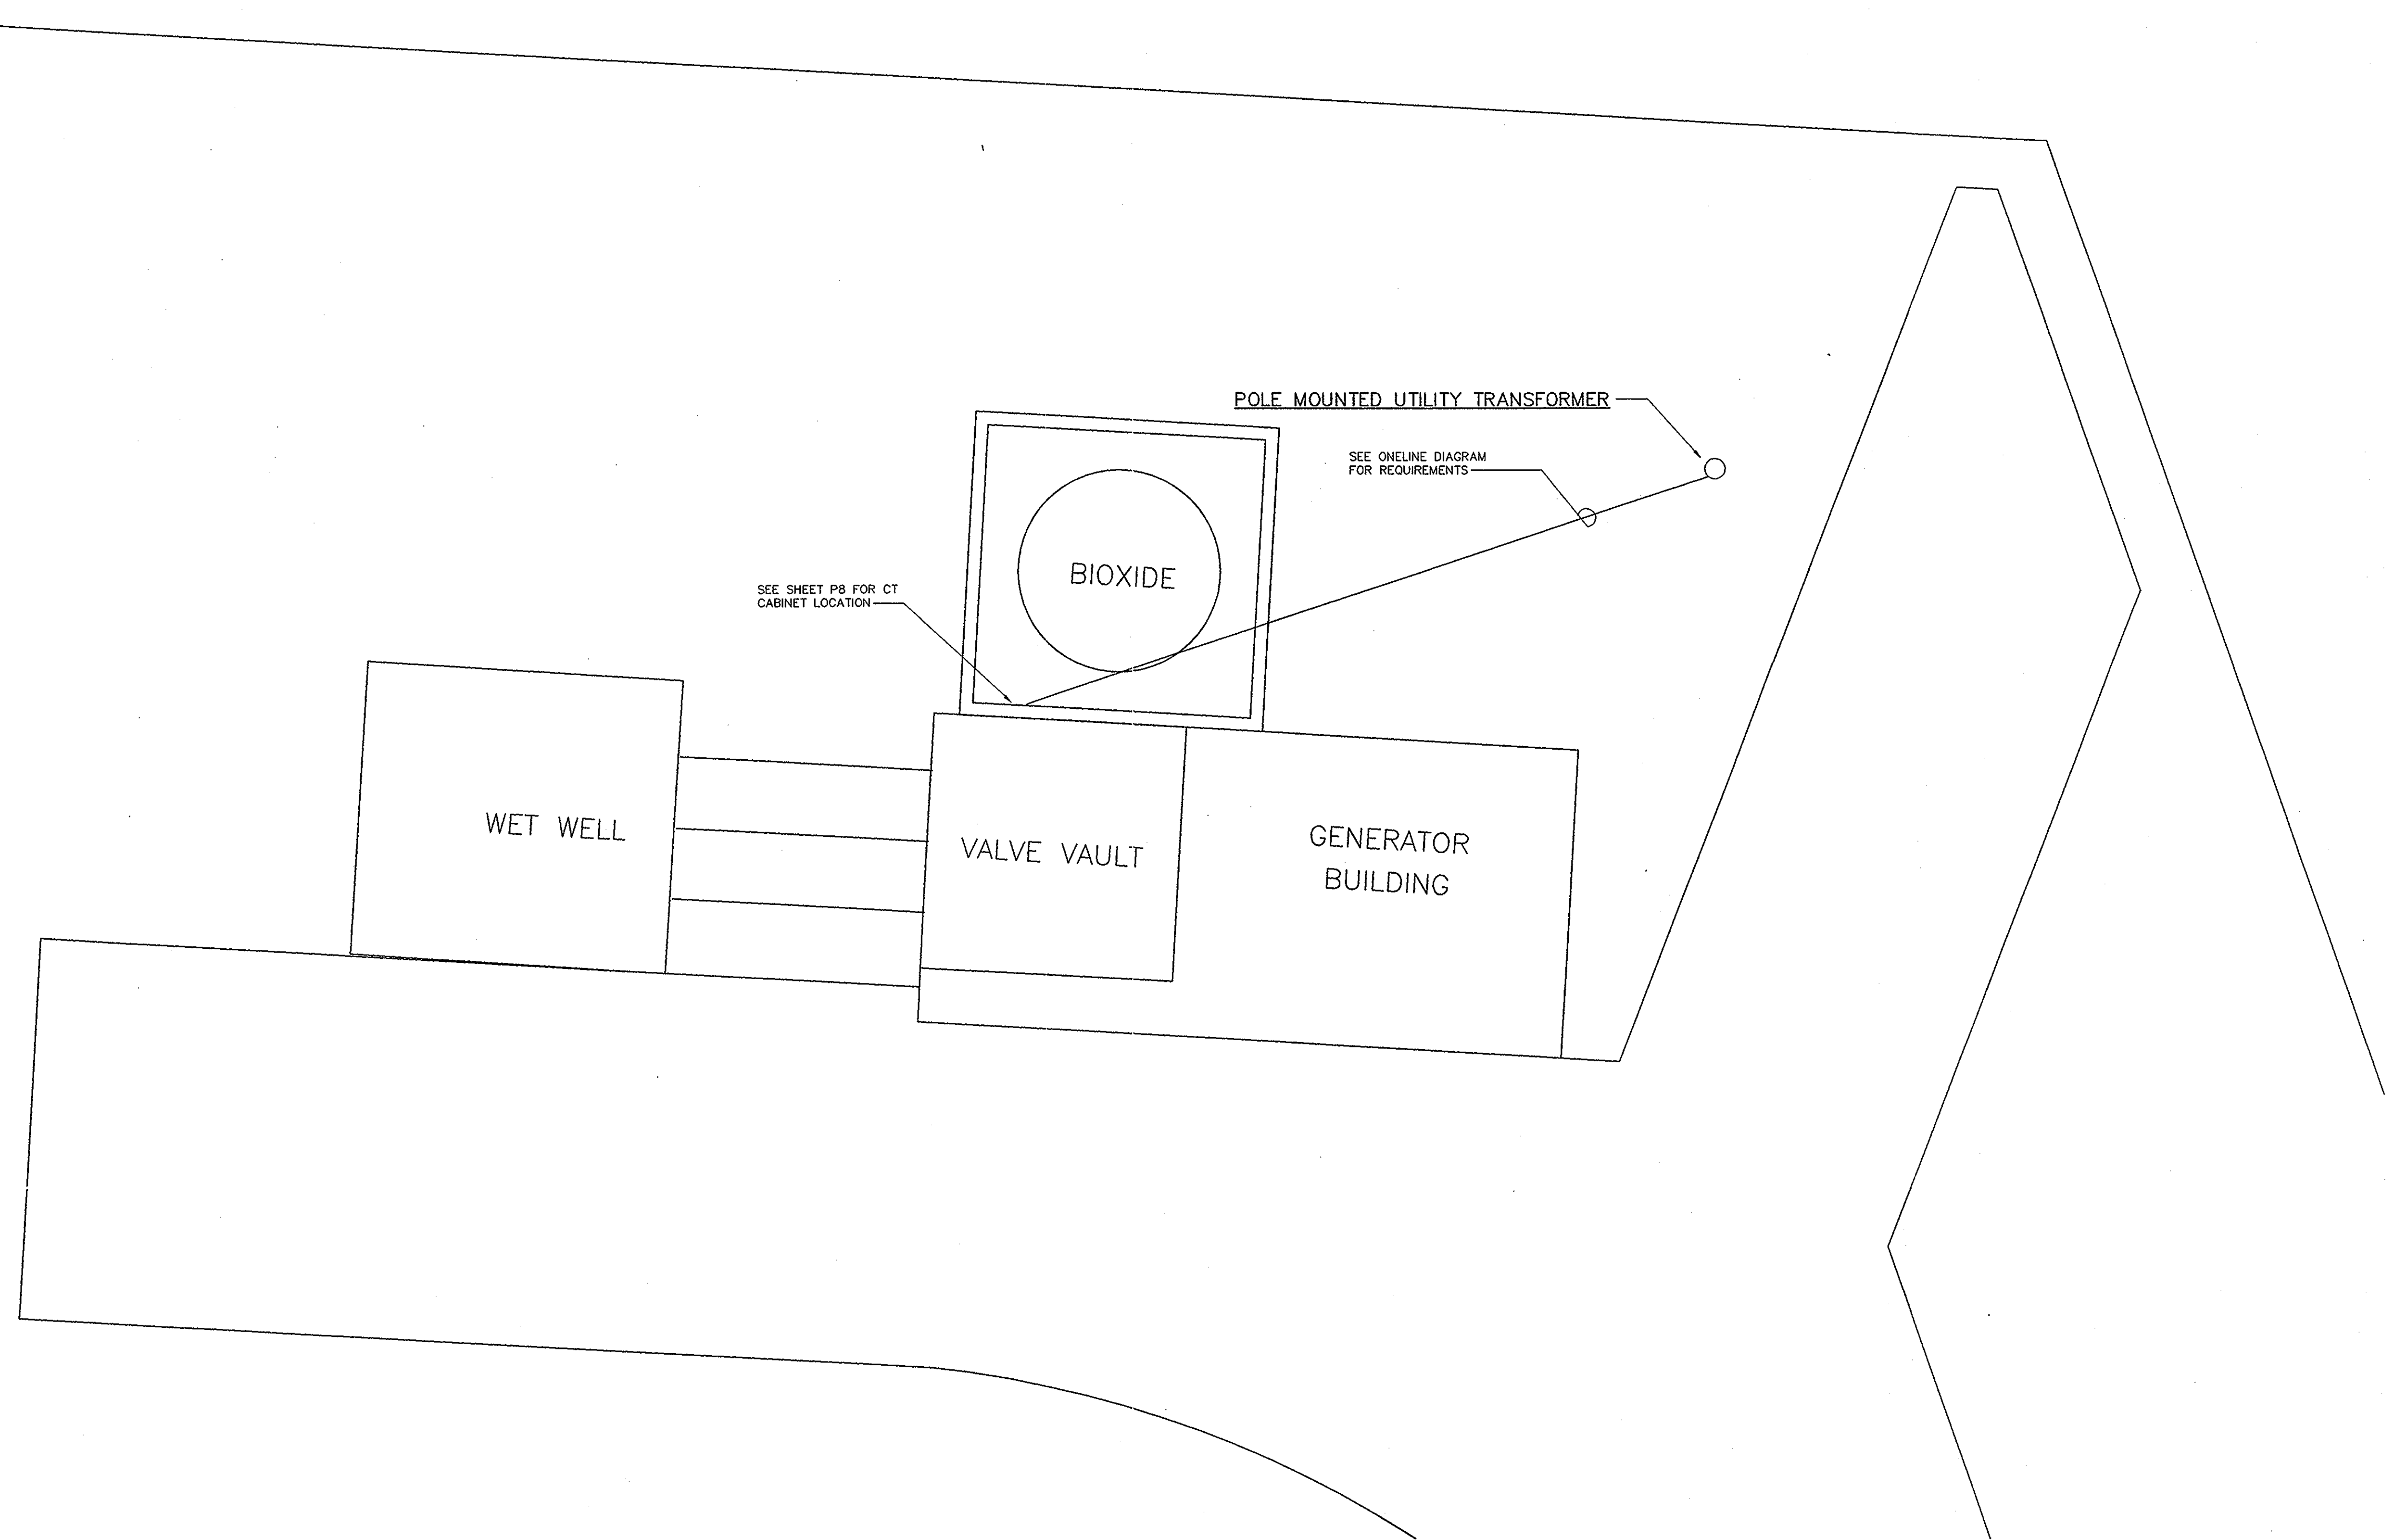 POLE MOUNTED UTILITY TRANSFORMER
SEE ONELINE DIAGRAM
FOR REQUIREMENTS
BIOXIDE
SEE SHEET P8 FOR CT
CABINET LOCATION
WET WELL
VALVE VAULT
GENERATOR
BUILDING